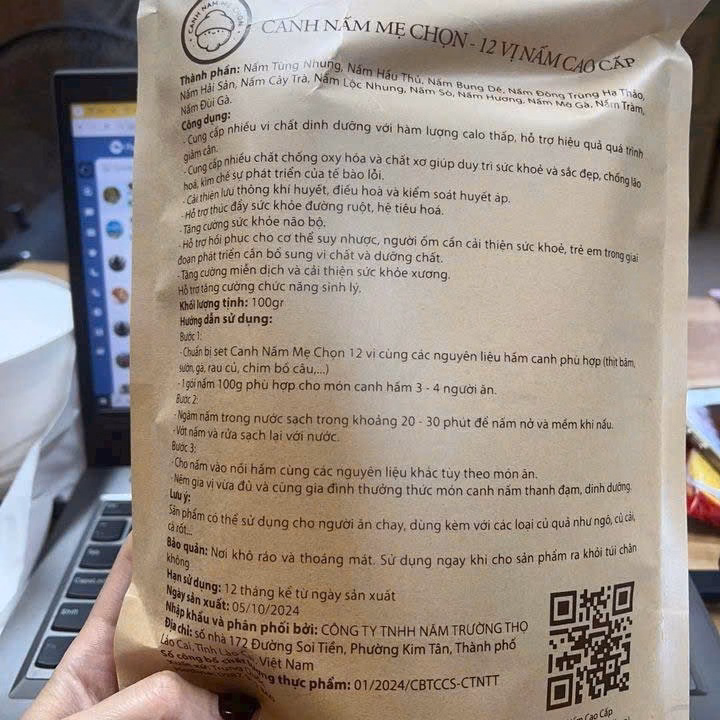 CANH NẤM MẸ CHỌN
CANH NẤM MẸ CHỌN - 12 VỊ NẤM CAO CẤP
Thành phần: Nấm Tùng Nhung, Nấm Hầu Thủ, Nấm Bụng Dê, Nấm Đông Trùng Hạ Thảo,
Nấm Hải Sản, Nấm Cây Trà, Nấm Lộc Nhung, Nấm Sò, Nấm Hương, Nấm Mỡ Gà, Nấm Tràm,
Nấm Đùi Gà.
Công dụng:
- Cung cấp nhiều vi chất dinh dưỡng với hàm lượng calo thấp, hỗ trợ hiệu quả quá trình
giảm cân.
- Cung cấp nhiều chất chống oxy hóa và chất xơ giúp duy trì sức khoẻ và sắc đẹp, chống lão
hoá, kìm chế sự phát triển của tế bào lỗi.
- Cải thiện lưu thông khí huyết, điều hoà và kiểm soát huyết áp.
- Hỗ trợ thúc đẩy sức khỏe đường ruột, hệ tiêu hoá.
- Tăng cường sức khỏe não bộ.
- Hỗ trợ hồi phục cho cơ thể suy nhược, người ốm cần cải thiện sức khoẻ, trẻ em trong giai
đoạn phát triển cần bổ sung vi chất và dưỡng chất.
- Tăng cường miễn dịch và cải thiện sức khỏe xương.
Hỗ trợ tăng cường chức năng sinh lý.
Khối lượng tịnh: 100gr
Hướng dẫn sử dụng:
Bước 1:
- Chuẩn bị set Canh Nấm Mẹ Chọn 12 vị cùng các nguyên liệu hầm canh phù hợp (thịt băm,
sườn, gà, rau củ, chim bồ câu,...)
- 1 gói nấm 100g phù hợp cho món canh hầm 3 - 4 người ăn.
Bước 2:
- Ngâm nấm trong nước sạch trong khoảng 20 - 30 phút để nấm nở và mềm khi nấu.
- Vớt nấm và rửa sạch lại với nước.
Bước 3:
- Cho nấm vào nồi hầm cùng các nguyên liệu khác tùy theo món ăn.
- Nêm gia vị vừa đủ và cùng gia đình thưởng thức món canh nấm thanh đạm, dinh dưỡng.
Lưu ý:
Sản phẩm có thể sử dụng cho người ăn chay, dùng kèm với các loại củ quả như ngô, củ cải,
cà rốt...
Bảo quản: Nơi khô ráo và thoáng mát. Sử dụng ngay khi cho sản phẩm ra khỏi túi chân
không
Hạn sử dụng: 12 tháng kể từ ngày sản xuất
Ngày sản xuất: 05/10/2024
Nhập khẩu và phân phối bởi: CÔNG TY TNHH NẤM TRƯỜNG THỌ
Địa chỉ: số nhà 172 Đường Soi Tiền, Phường Kim Tân, Thành phố
Lào Cai, Tỉnh Lào Cai, Việt Nam
Số công bố chất lượng thực phẩm: 01/2024/CBTCCS-CTNTT
Nấm Cao Cấp